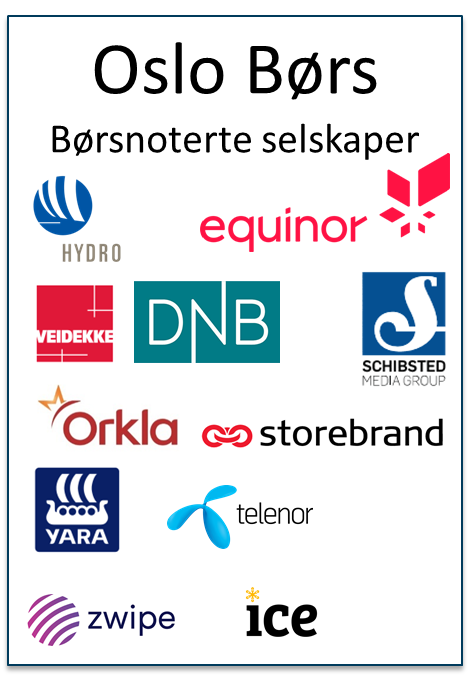 Oslo Børs
Børsnoterte selskaper
HYDRO
equinor
VEIDEKKE
DNB
SCHIBSTED
MEDIA GROUP
Orkla
storebrand
YARA
telenor
zwipe
ice